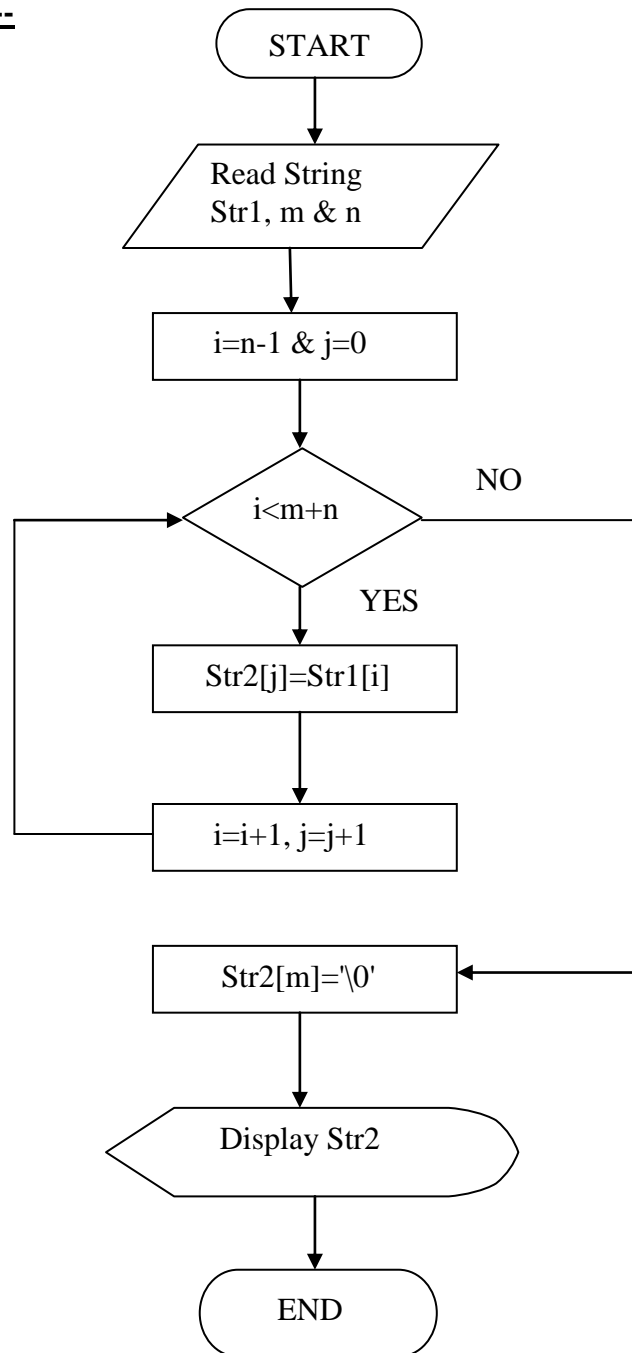 START
Read String
Str1, m & n
i=n-1 & j=0
i<m+n
NO
YES
Str2[j]=Str1[i]
i=i+1, j=j+1
Str2[m]='\0'
Display Str2
END